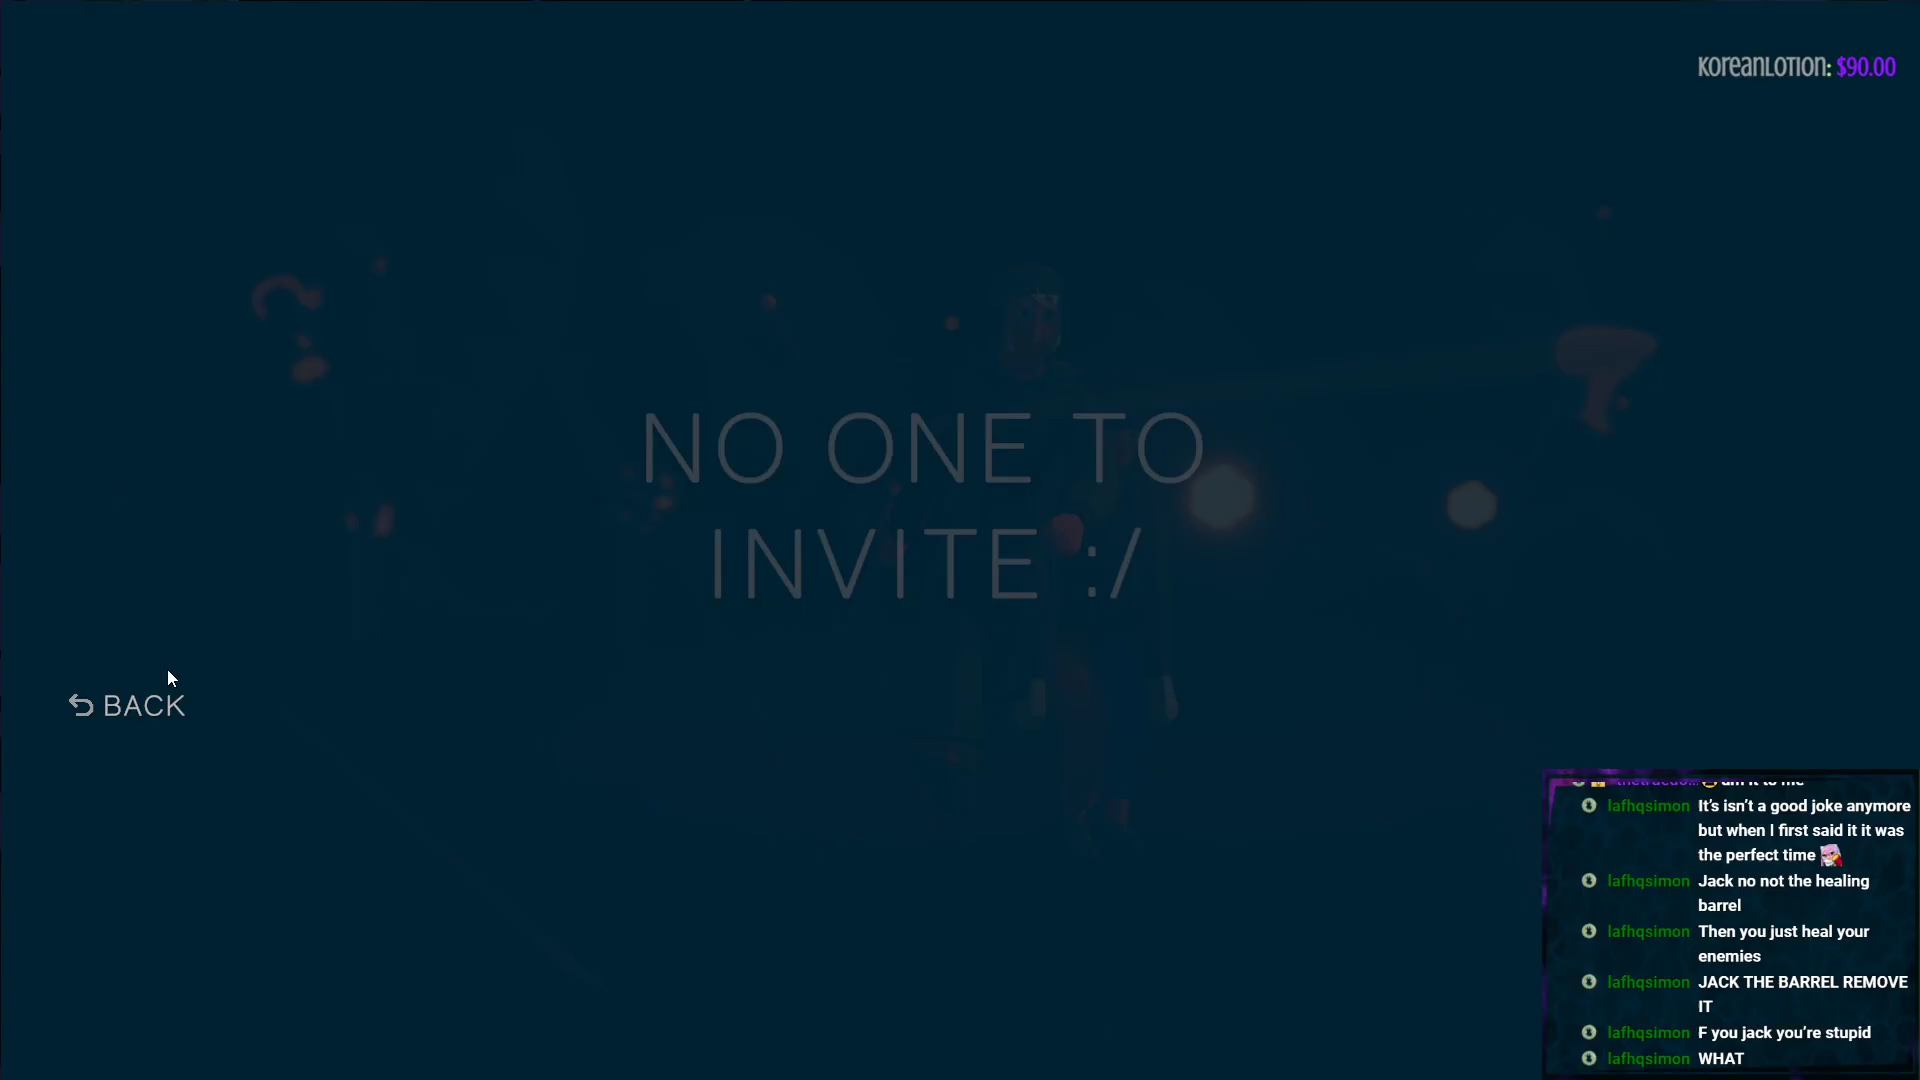 KOREANLOTION: $90.00
NO ONE TO
INVITE :/
BACK
lafhqsimon It's isn't a good joke anymore
but when I first said it it was
the perfect time
lafhqsimon Jack no not the healing
barrel
lafhqsimon Then you just heal your
enemies
lafhqsimon JACK THE BARREL REMOVE
IT
lafhqsimon F you jack you're stupid
lafhqsimon WHAT